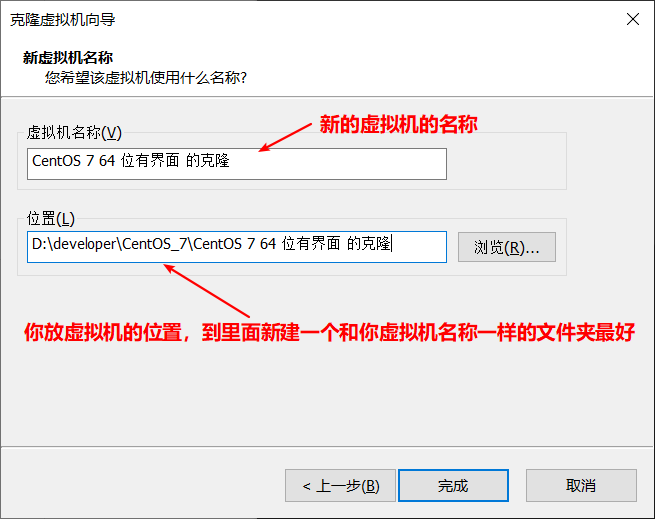 克隆虚拟机向导
新虚拟机名称
您希望该虚拟机使用什么名称?
新的虚拟机的名称
虚拟机名称(V)
CentOS 7 64 位有界面 的克隆
位置(L)
D:\developer\CentOS_7\CentOS 7 64 位有界面 的克隆
浏览(R)...
你放虚拟机的位置，到里面新建一个和你虚拟机名称一样的文件夹最好
< 上一步(B)
完成
取消